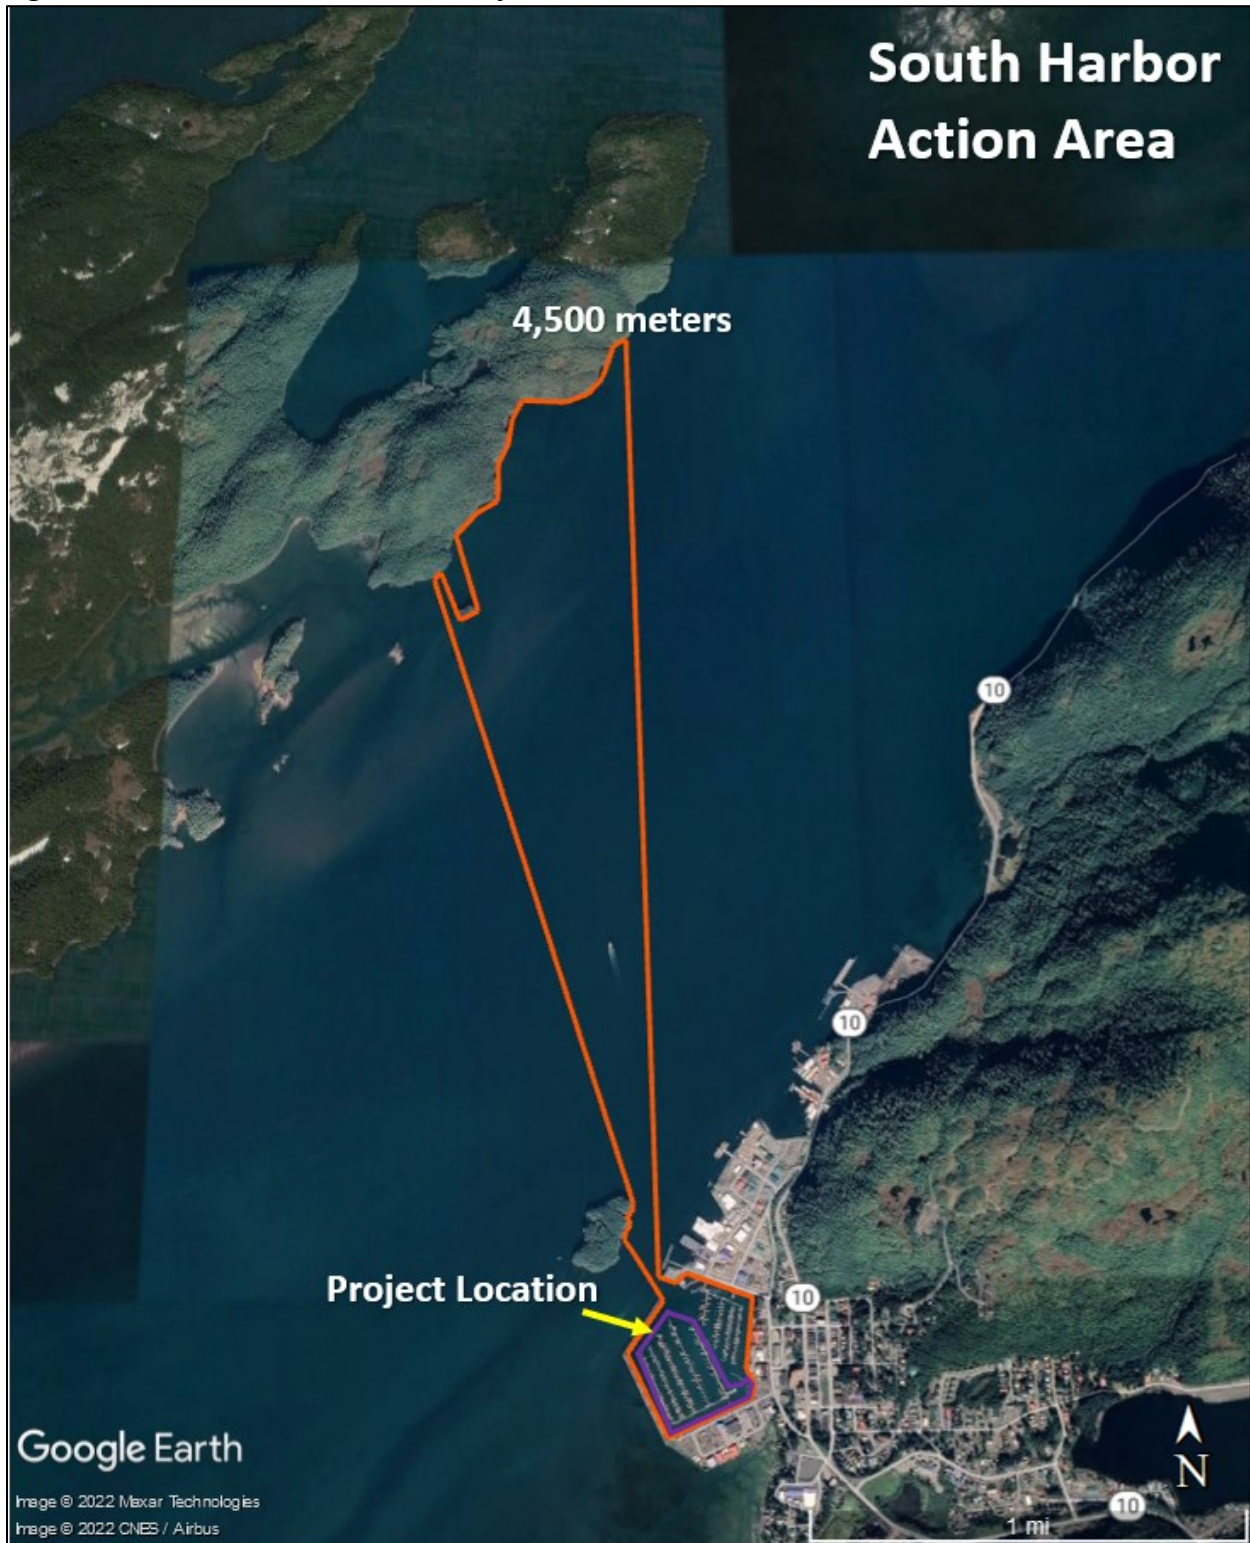 South Harbor
Action Area
4,500 meters
10
10
Project Location
10
Google Earth
N
Image © 2022 Maxar Technologies
10
Image © 2022 CNES / Airbus
1 mi